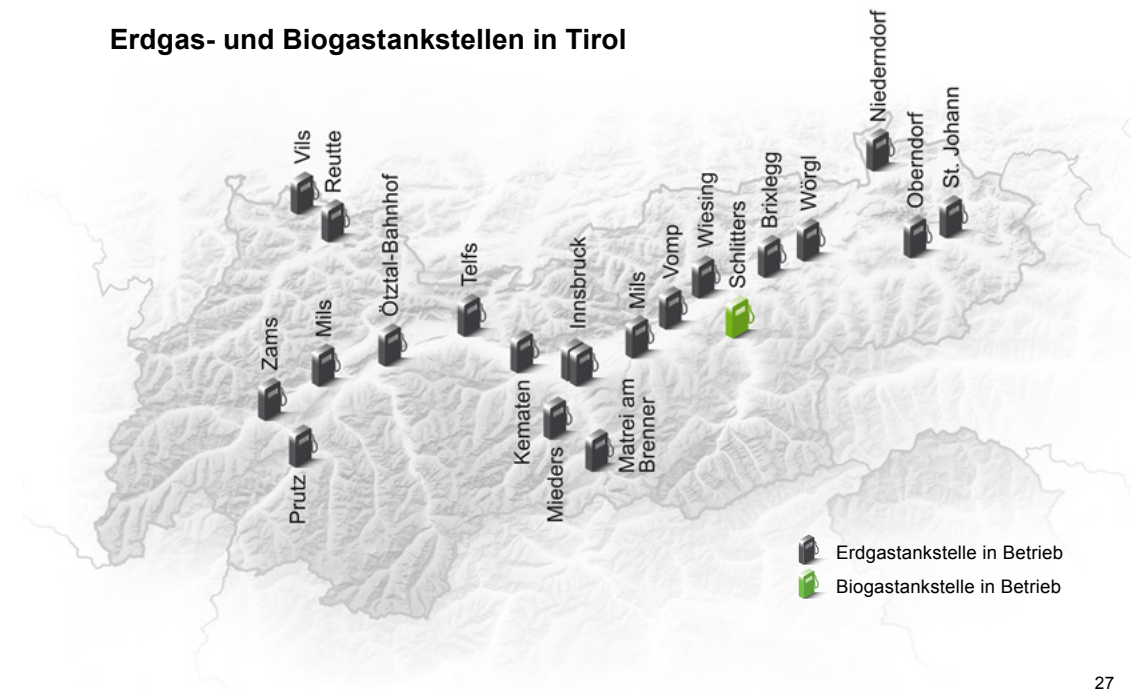 Erdgas- und Biogastankstellen in Tirol
Vils
Reutte
Ötztal-Bahnhof
Telfs
Zams
Mils
Prutz
Kematen
Innsbruck
Mieders
Matrei am
Brenner
Mils
Vomp
Wiesing
Schlitters
Brixlegg
Wörgl
Niederndorf
Oberndorf
St. Johann
Erdgastankstelle in Betrieb
Biogastankstelle in Betrieb
27